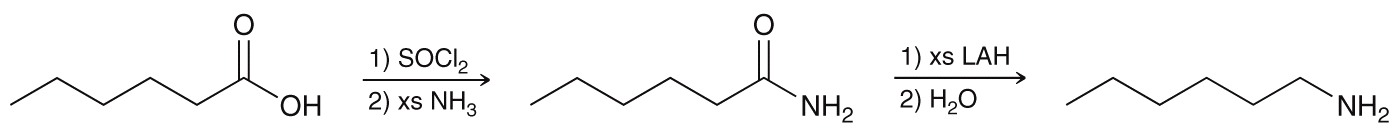 O
OH
1) SOCl₂
2) xs NH₃
O
NH₂
1) xs LAH
2) H₂O
NH₂